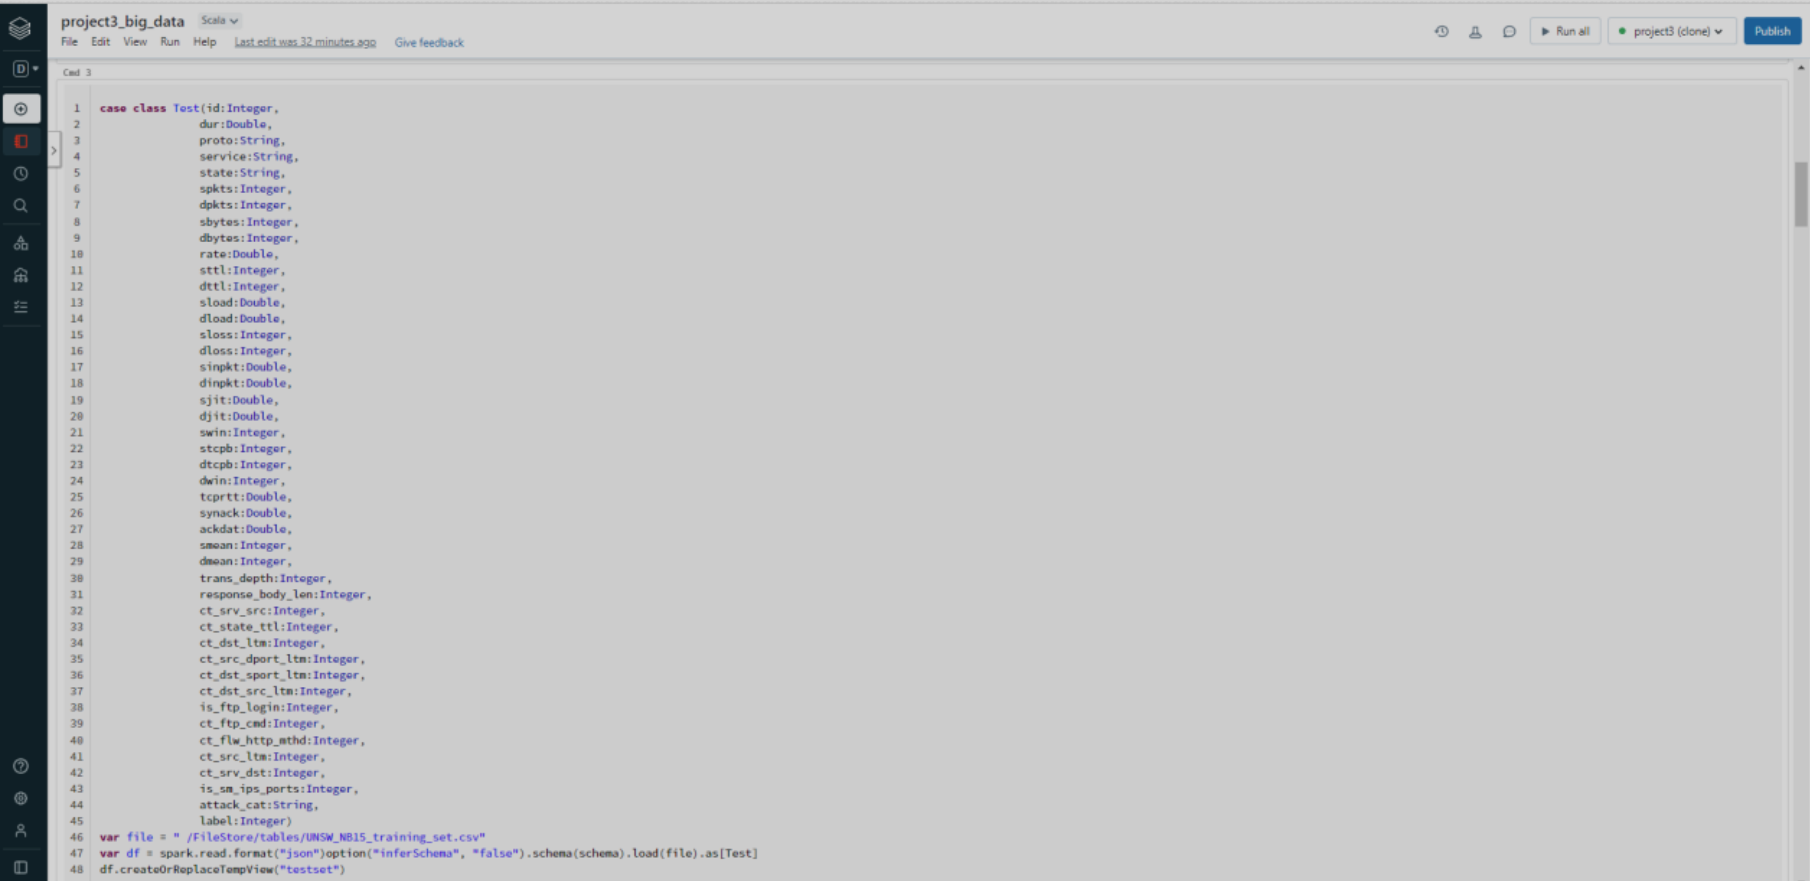 project3_big_data Scala
File Edit View Run Help Last edit was 32 minutes ago Give feedback
Run all project3 (clone) Publish
D
Cmd 3
1 case class Test(id:Integer,
2 dur:Double,
3 proto:String,
4 service:String,
5 state:String,
6 spkts:Integer,
7 dpkts:Integer,
8 sbytes:Integer,
9 dbytes:Integer,
10 rate:Double,
11 sttl:Integer,
12 dttl:Integer,
13 sload:Double,
14 dload:Double,
15 sloss:Integer,
16 dloss:Integer,
17 sinpkt:Double,
18 dinpkt:Double,
19 sjit:Double,
20 djit:Double,
21 swin:Integer,
22 stcpb:Integer,
23 dtcpb:Integer,
24 dwin:Integer,
25 tcprtt:Double,
26 synack:Double,
27 ackdat:Double,
28 smean:Integer,
29 dmean:Integer,
30 trans_depth:Integer,
31 response_body_len:Integer,
32 ct_srv_src:Integer,
33 ct_state_ttl:Integer,
34 ct_dst_ltm:Integer,
35 ct_src_dport_ltm:Integer,
36 ct_dst_sport_ltm:Integer,
37 ct_dst_src_ltm:Integer,
38 is_ftp_login:Integer,
39 ct_ftp_cmd:Integer,
40 ct_flw_http_mthd:Integer,
41 ct_src_ltm:Integer,
42 ct_srv_dst:Integer,
43 is_sm_ips_ports:Integer,
44 attack_cat:String,
45 label:Integer)
46 var file = " /FileStore/tables/UNSW_NB15_training_set.csv"
47 var df = spark.read.format("json")option("inferSchema", "false").schema(schema).load(file).as[Test]
48 df.createOrReplaceTempView("testset")